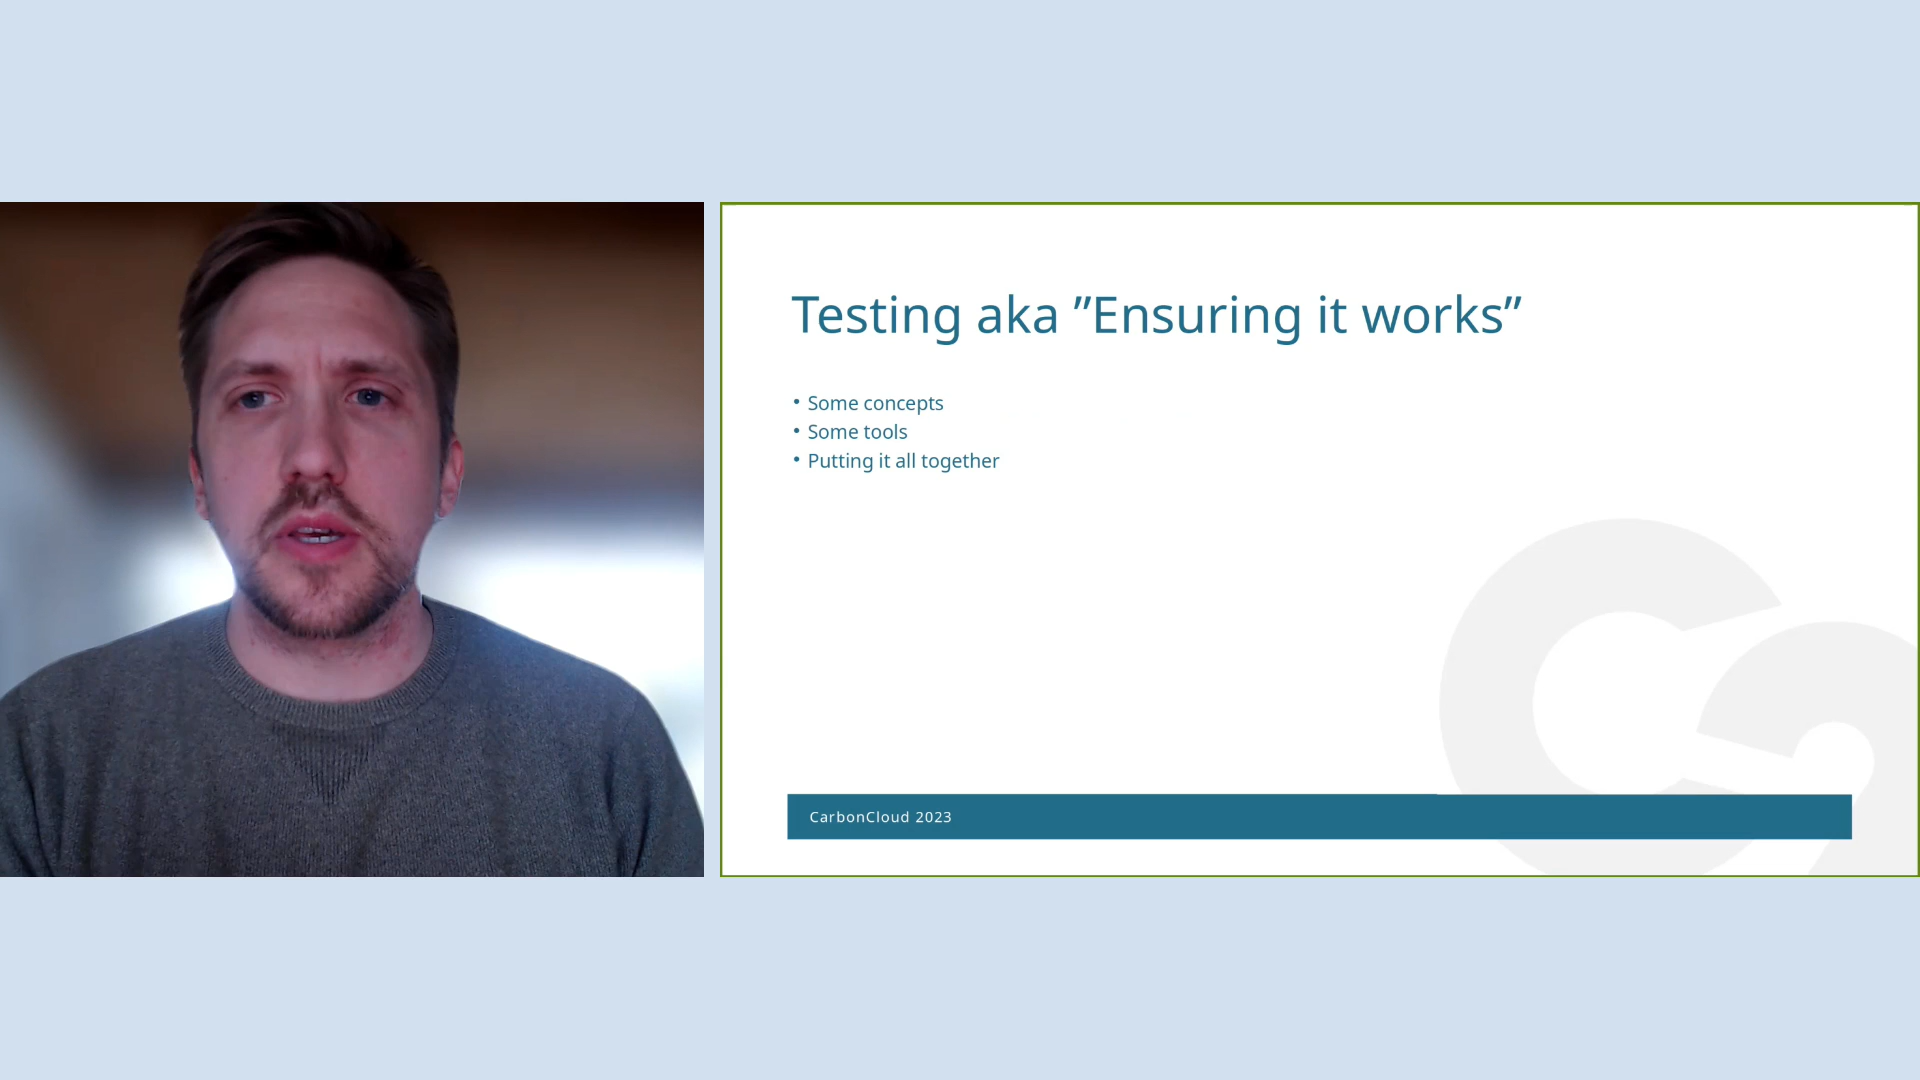 Testing aka ”Ensuring it works”
• Some concepts
• Some tools
• Putting it all together
CarbonCloud 2023